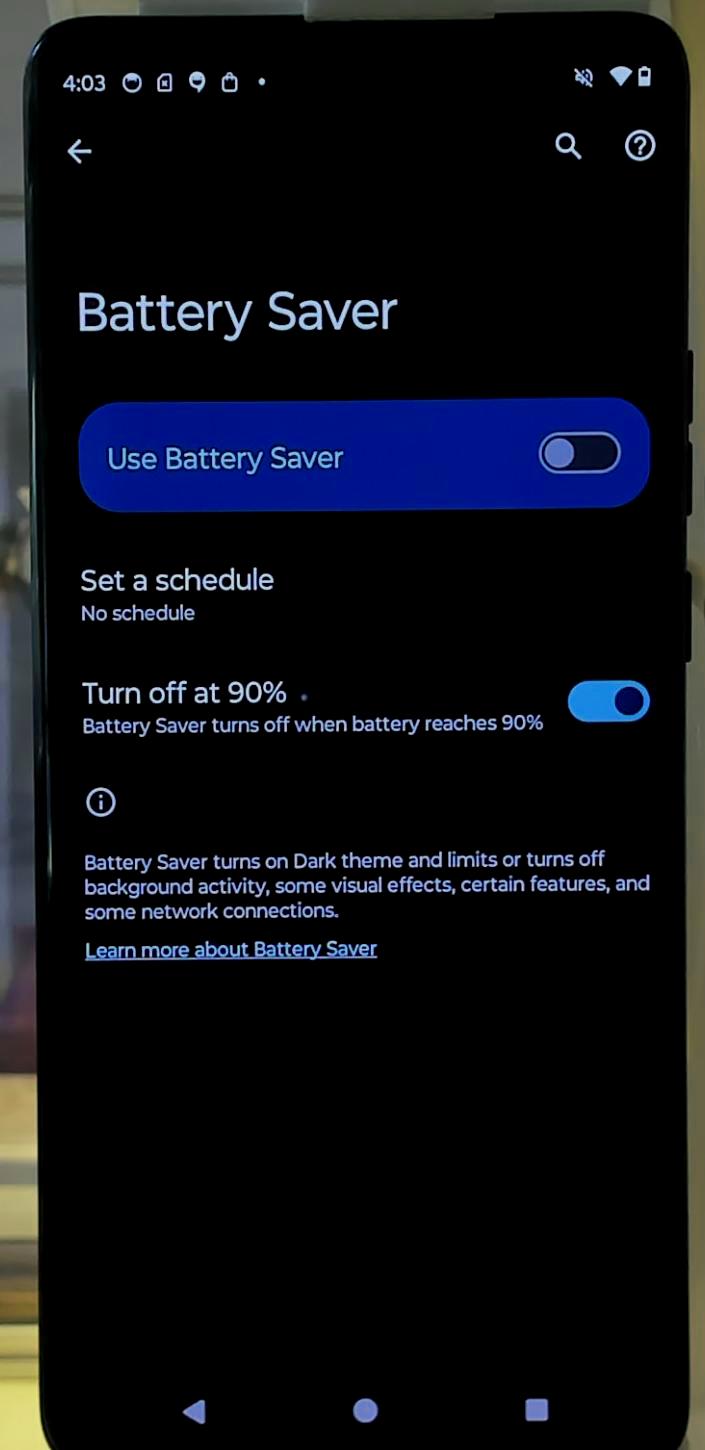 4:03
Battery Saver
Use Battery Saver
Set a schedule
No schedule
Turn off at 90%
Battery Saver turns off when battery reaches 90%
Battery Saver turns on Dark theme and limits or turns off
background activity, some visual effects, certain features, and
some network connections.
Learn more about Battery Saver